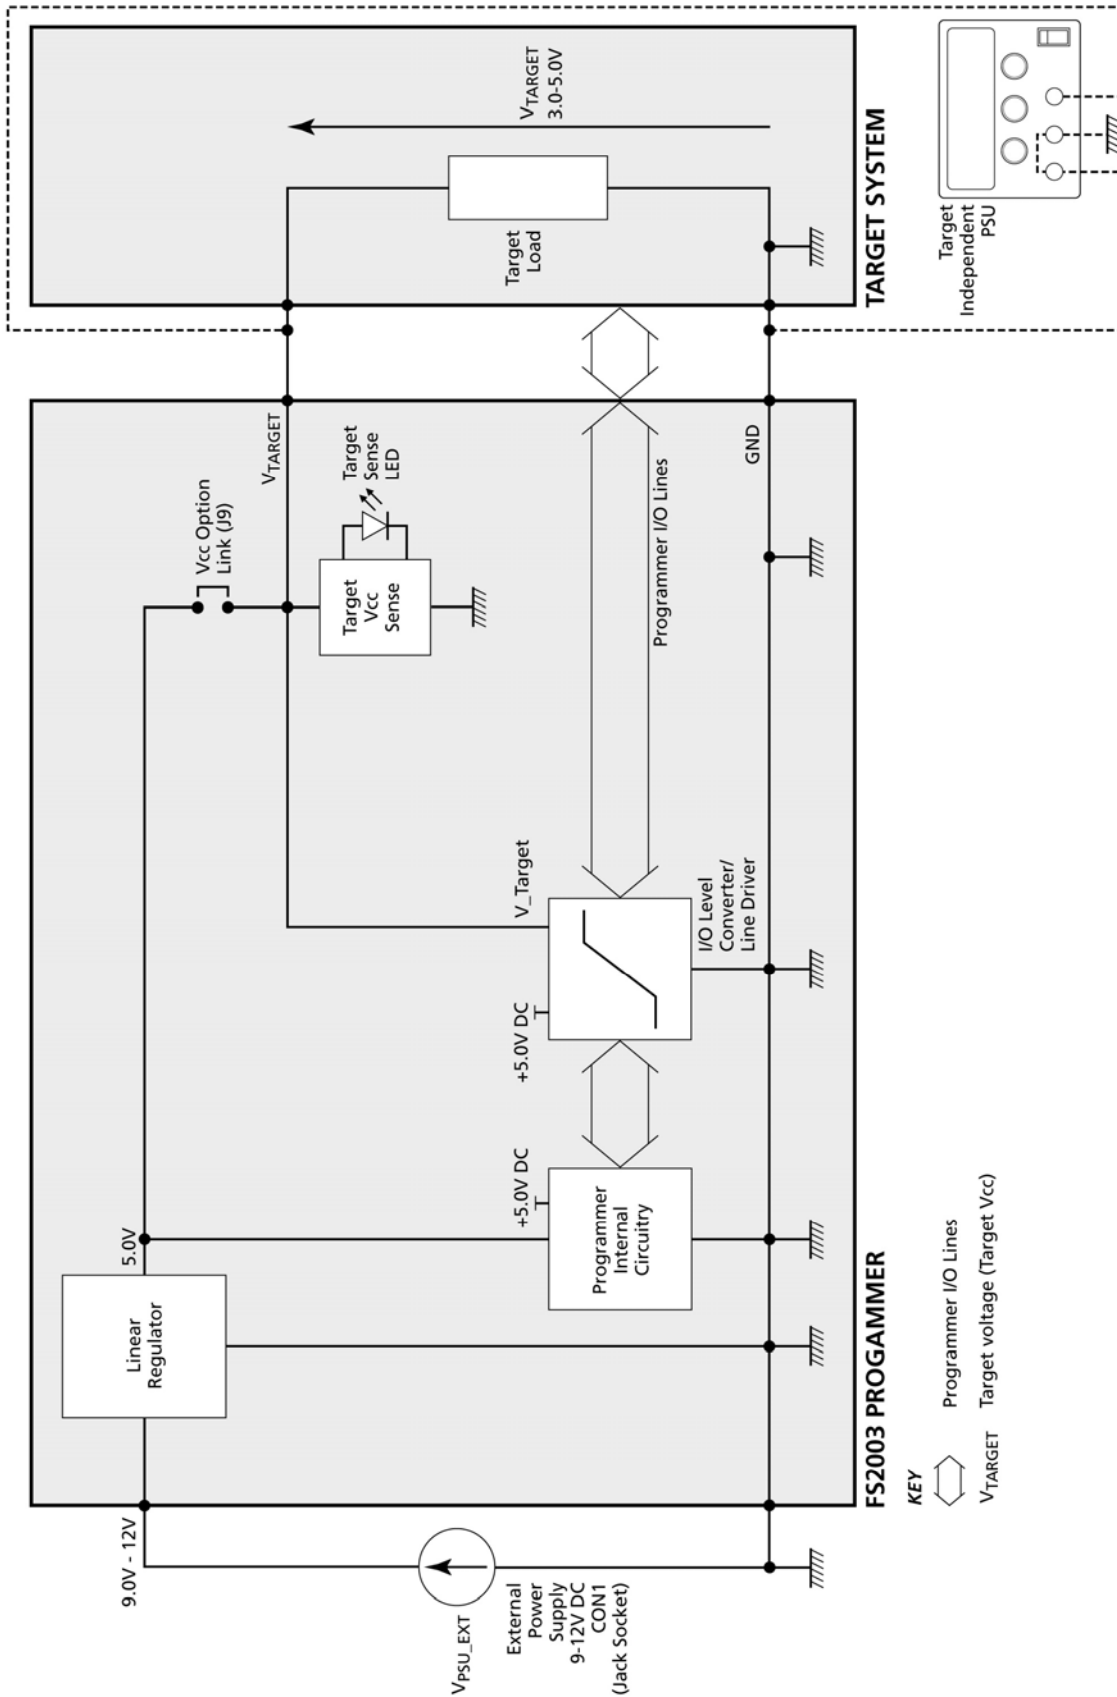 9.0V - 12V
VPSU_EXT
External
Power
Supply
9-12V DC
CON1
(Jack Socket)
Linear
Regulator
5.0V
+5.0V DC
Programmer
Internal
Circuitry
+5.0V DC
V_Target
I/O Level
Converter/
Line Driver
Vcc Option
Link (J9)
VTARGET
Target
Vcc
Sense
Target
Sense
LED
Programmer I/O Lines
GND
FS2003 PROGAMMER
VTARGET
3.0-5.0V
Target
Load
TARGET SYSTEM
Target
Independent
PSU
KEY
Programmer I/O Lines
VTARGET Target voltage (Target Vcc)